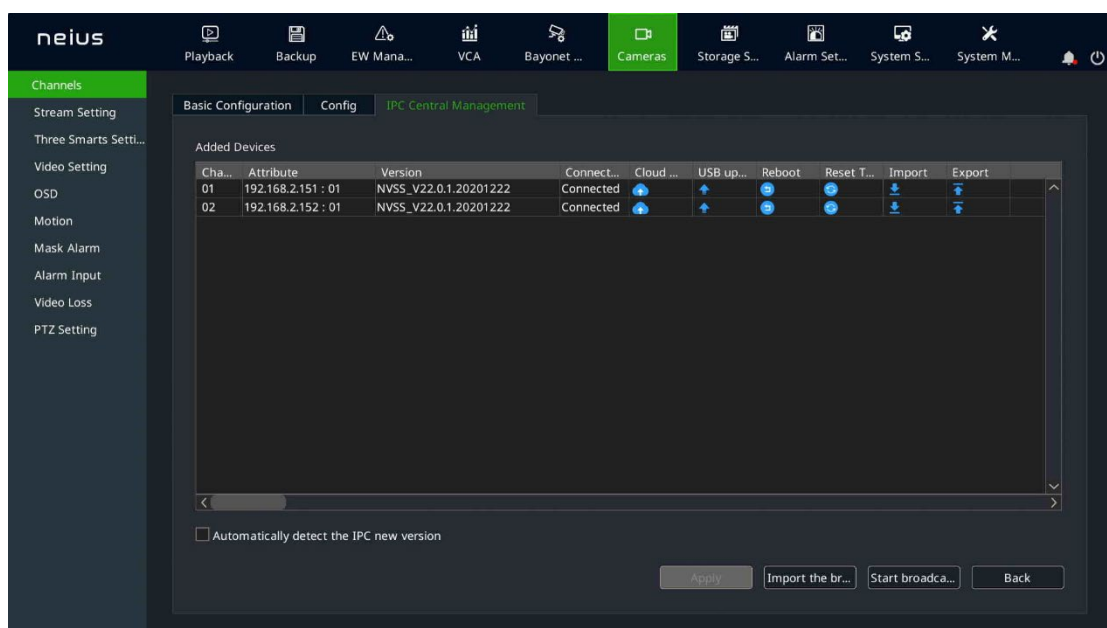 neius
Playback Backup EW Mana... VCA Bayonet ... Cameras Storage S... Alarm Set... System S... System M...
Channels
Stream Setting
Three Smarts Setti...
Video Setting
OSD
Motion
Mask Alarm
Alarm Input
Video Loss
PTZ Setting
Basic Configuration Config IPC Central Management
Added Devices
Cha... Attribute Version Connect... Cloud ... USB up... Reboot Reset T... Import Export
01 192.168.2.151 : 01 NVSS_V22.0.1.20201222 Connected
02 192.168.2.152 : 01 NVSS_V22.0.1.20201222 Connected
Automatically detect the IPC new version
Apply Import the br... Start broadca... Back